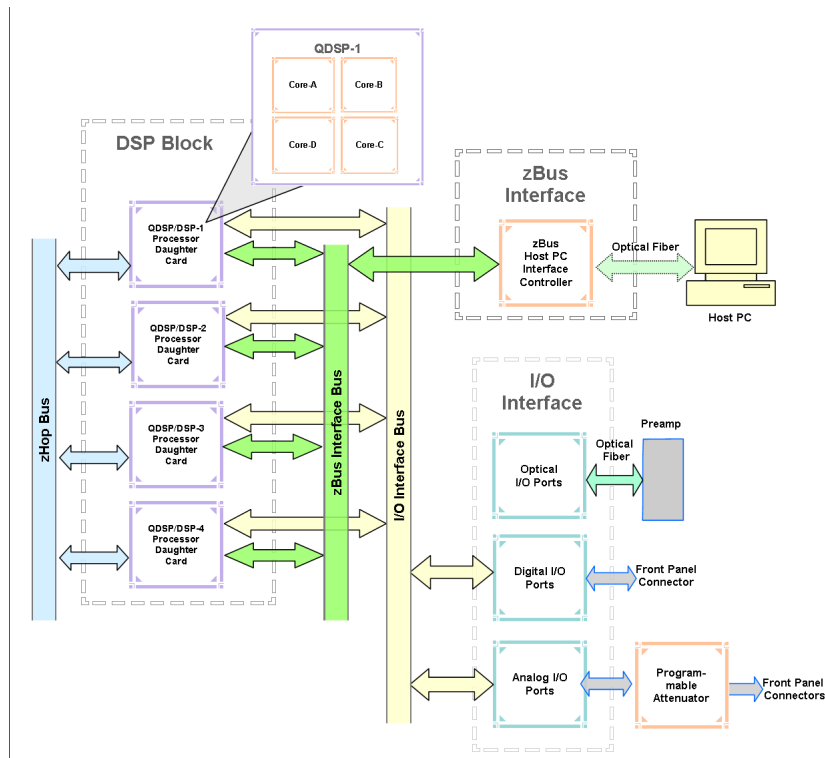 QDSP-1
Core-A
Core-B
Core-D
Core-C
DSP Block
QDSP/DSP-1
Processor
Daughter
Card
QDSP/DSP-2
Processor
Daughter
Card
QDSP/DSP-3
Processor
Daughter
Card
QDSP/DSP-4
Processor
Daughter
Card
zHop Bus
zBus Interface Bus
I/O Interface Bus
zBus
Interface
zBus
Host PC
Interface
Controller
Optical Fiber
Host PC
I/O
Interface
Optical
I/O Ports
Optical
Fiber
Preamp
Digital I/O
Ports
Front Panel
Connector
Analog I/O
Ports
Program-
mable
Attenuator
Front Panel
Connectors